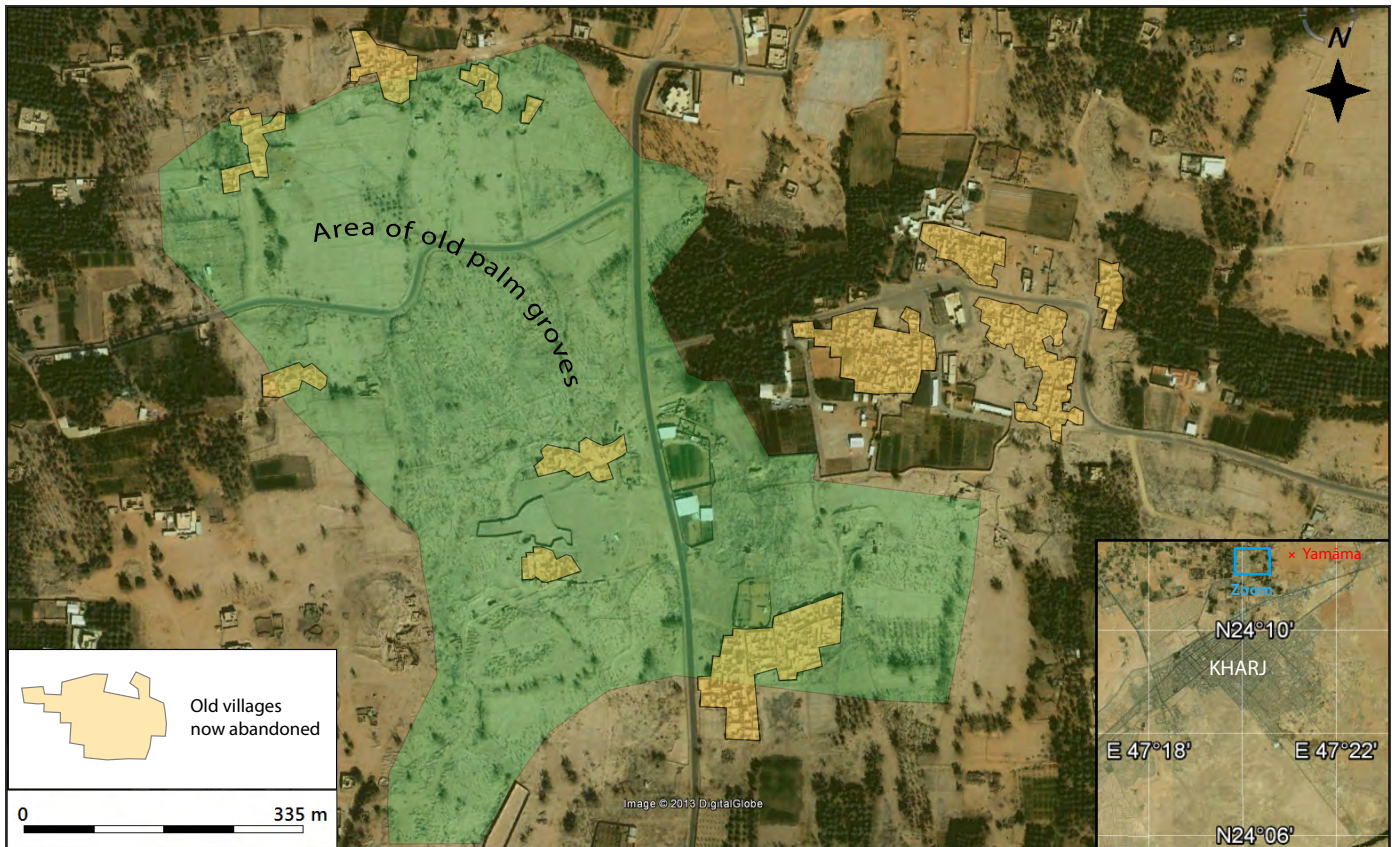 N
Area of old palm groves
× Yamāma
Zoom
N24°10'
KHARJ
E 47°18'
E 47°22'
N24°06'
Old villages
now abandoned
0
335 m
Image © 2013 DigitalGlobe